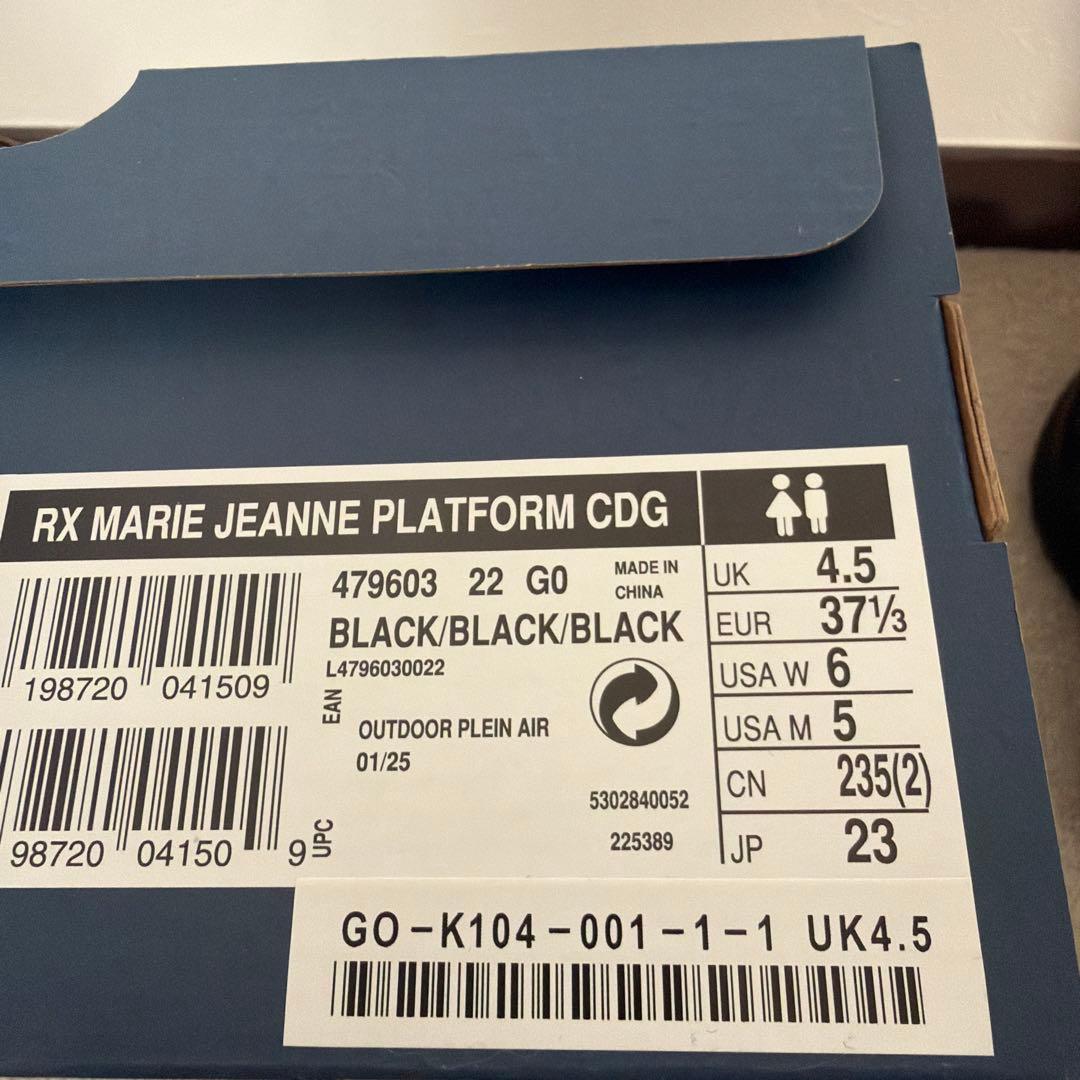 RX MARIE JEANNE PLATFORM CDG
198720 041509
EAN
98720 04150 9
UPC
479603 22 G0
MADE IN
CHINA
BLACK/BLACK/BLACK
L4796030022
OUTDOOR PLEIN AIR
01/25
5302840052
225389
UK 4.5
EUR 37⅓
USA W 6
USA M 5
CN 235(2)
JP 23
GO-K104-001-1-1 UK4.5